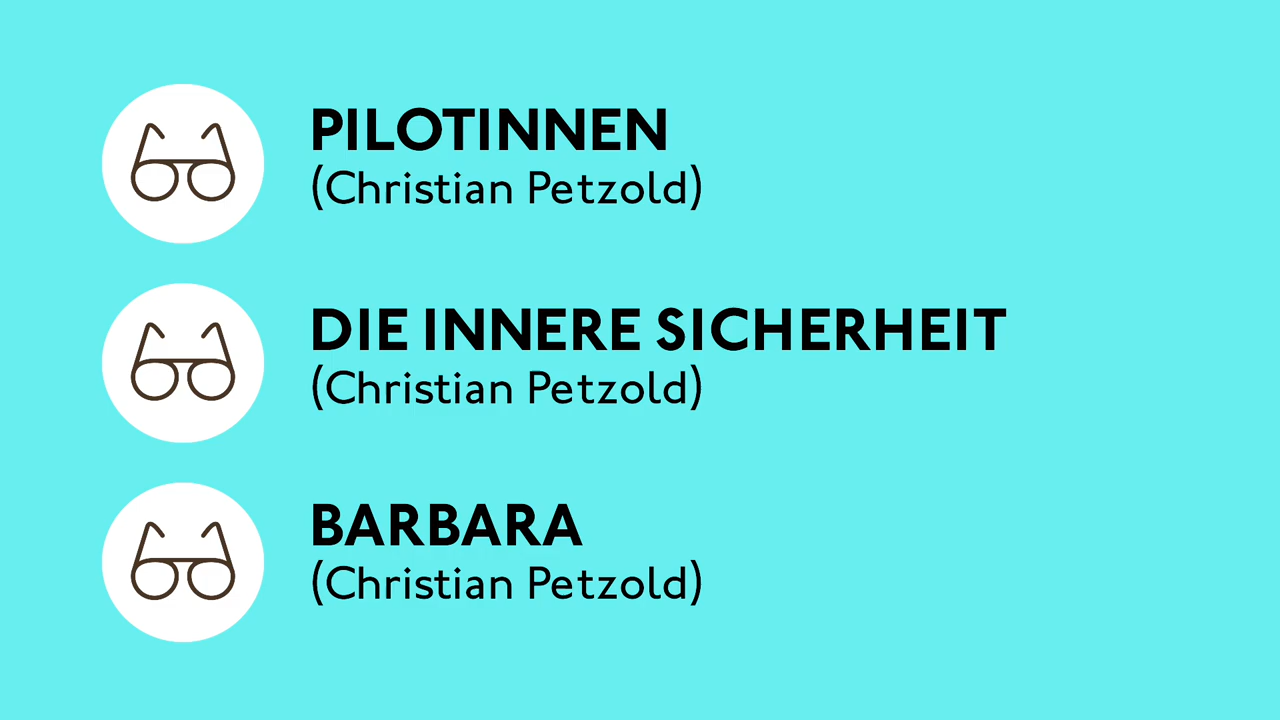 PILOTINNEN
(Christian Petzold)
DIE INNERE SICHERHEIT
(Christian Petzold)
BARBARA
(Christian Petzold)